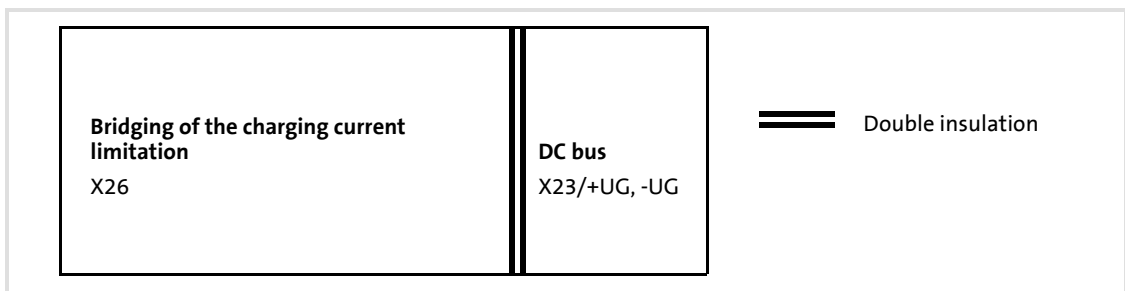 Bridging of the charging current
limitation
X26
DC bus
X23/+UG, -UG
Double insulation